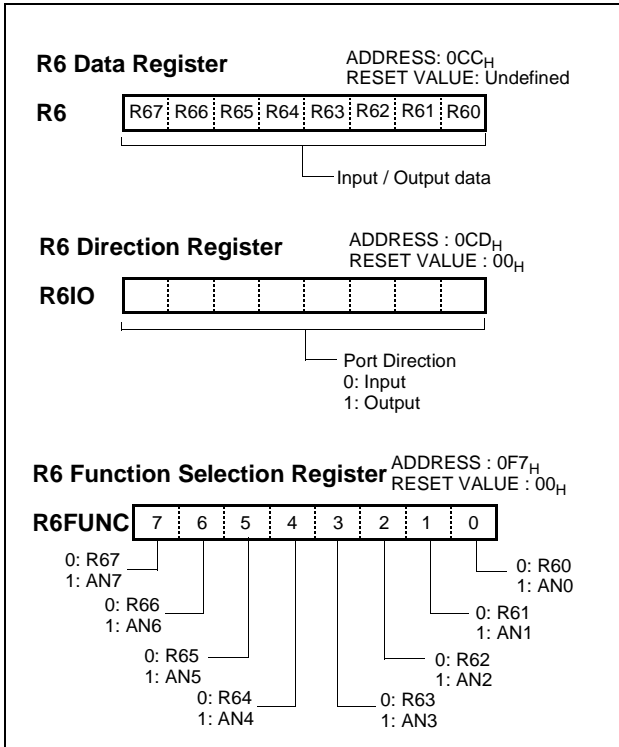 R6 Data Register
ADDRESS: 0CCH
RESET VALUE: Undefined
R6
R67 R66 R65 R64 R63 R62 R61 R60
Input / Output data
R6 Direction Register
ADDRESS : 0CDH
RESET VALUE : 00H
R6IO
Port Direction
0: Input
1: Output
R6 Function Selection Register
ADDRESS : 0F7H
RESET VALUE : 00H
R6FUNC
7 6 5 4 3 2 1 0
0: R67
1: AN7
0: R60
1: AN0
0: R66
1: AN6
0: R61
1: AN1
0: R65
1: AN5
0: R62
1: AN2
0: R64
1: AN4
0: R63
1: AN3